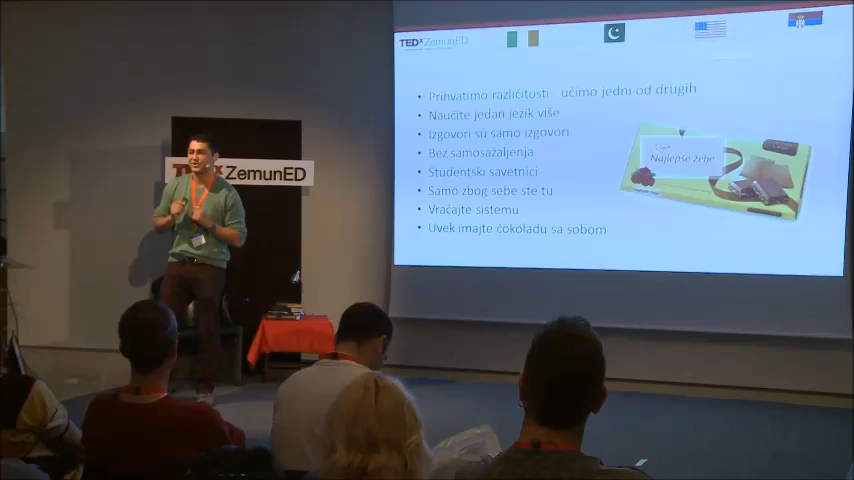 TEDxZemunED
• Prihvatimo različitosti - učimo jedni od drugih
• Naučite jedan jezik više
• Izgovori su samo izgovori
• Bez samosažaljenja
• Studentski savetnici
• Samo zbog sebe ste tu
• Vraćajte sistemu
• Uvek imajte čokoladu sa sobom
Najlepše želje
TEDxZemunED